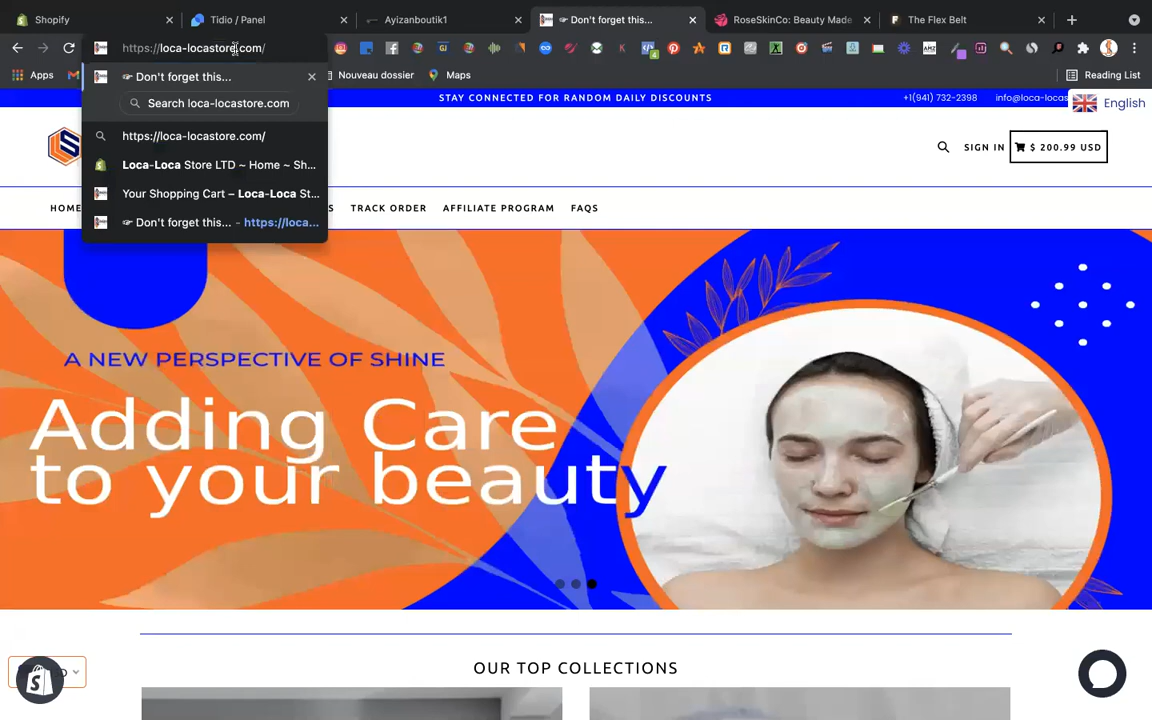 Shopify
Tidio / Panel
Ayizanboutik1
☞ Don't forget this...
RoseSkinCo: Beauty Made
The Flex Belt
https://loca-locastore.com/
☞ Don't forget this...
Search loca-locastore.com
https://loca-locastore.com/
Loca-Loca Store LTD ~ Home ~ Sh...
Your Shopping Cart – Loca-Loca St...
☞ Don't forget this... - https://loca...
Apps
Nouveau dossier
Maps
Reading List
STAY CONNECTED FOR RANDOM DAILY DISCOUNTS
+1(941) 732-2398
info@loca-locas
English
SIGN IN
$ 200.99 USD
HOME
S
TRACK ORDER
AFFILIATE PROGRAM
FAQS
A NEW PERSPECTIVE OF SHINE
Adding Care
to your beauty
OUR TOP COLLECTIONS